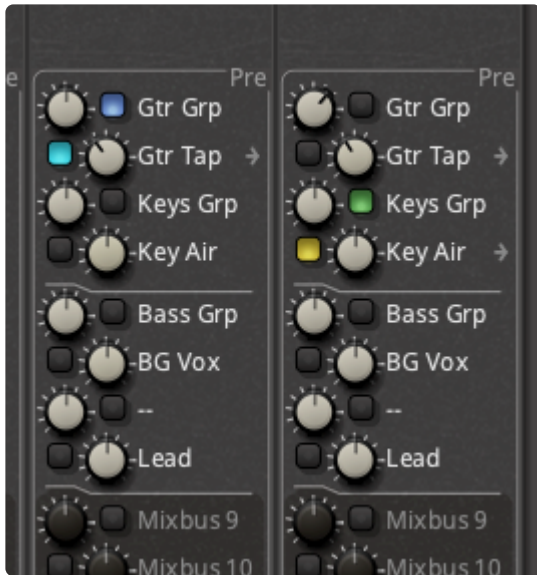 e
Pre
Gtr Grp
Gtr Tap
Keys Grp
Key Air
Bass Grp
BG Vox
--
Lead
Mixbus 9
Mixbus 10
Pre
Gtr Grp
Gtr Tap
Keys Grp
Key Air
Bass Grp
BG Vox
--
Lead
Mixbus 9
Mixbus 10